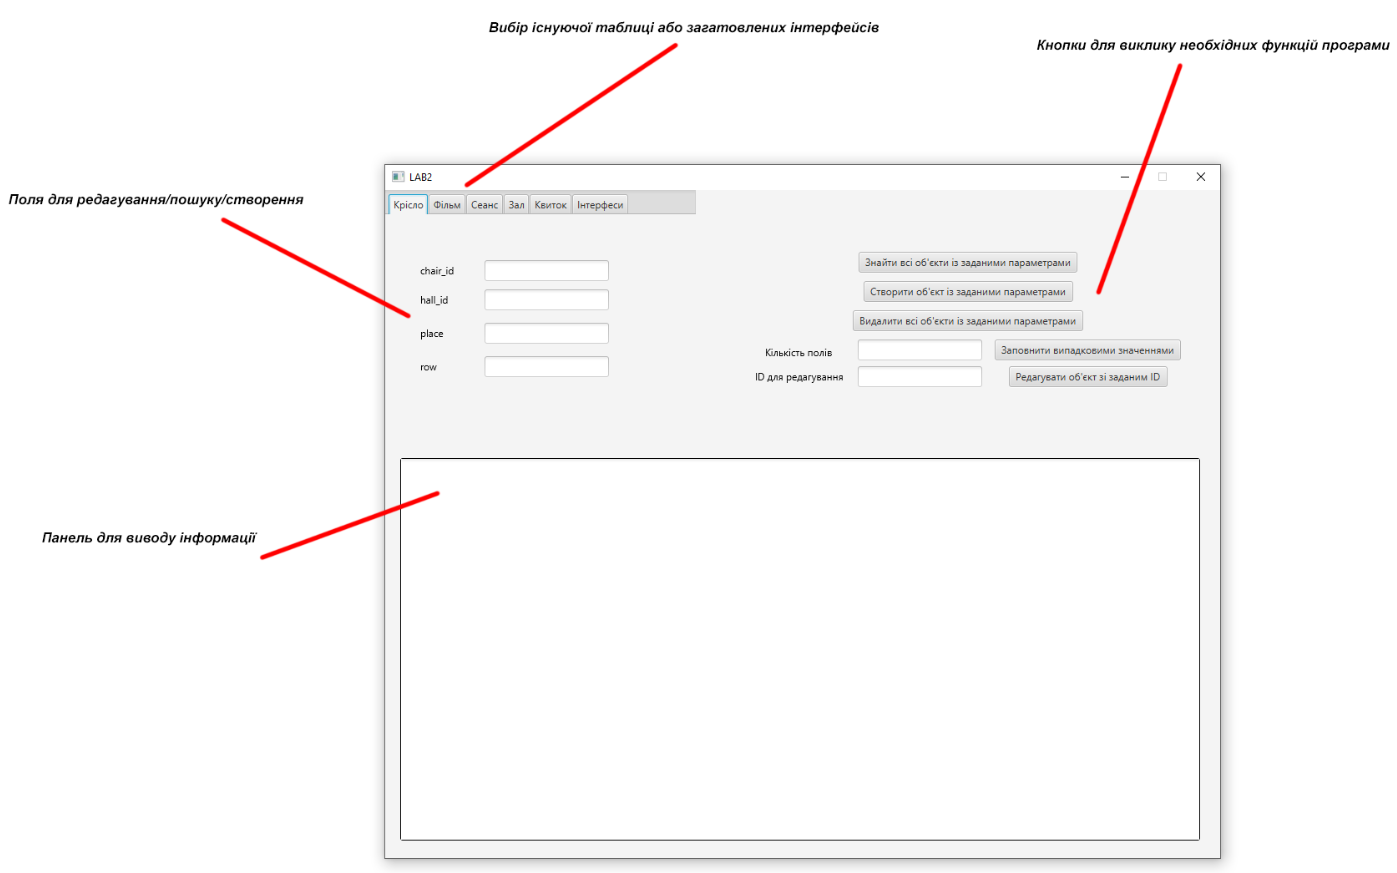 Вибір існуючої таблиці або загатовлених інтерфейсів
Кнопки для виклику необхідних функцій програми
Поля для редагування/пошуку/створення
LAB2
Крісло Фільм Сеанс Зал Квиток Інтерфеси
chair_id
hall_id
place
row
Знайти всі об'єкти із заданими параметрами
Створити об'єкт із заданими параметрами
Видалити всі об'єкти із заданими параметрами
Кількість полів
Заповнити випадковими значеннями
ID для редагування
Редагувати об'єкт зі заданим ID
Панель для виводу інформації